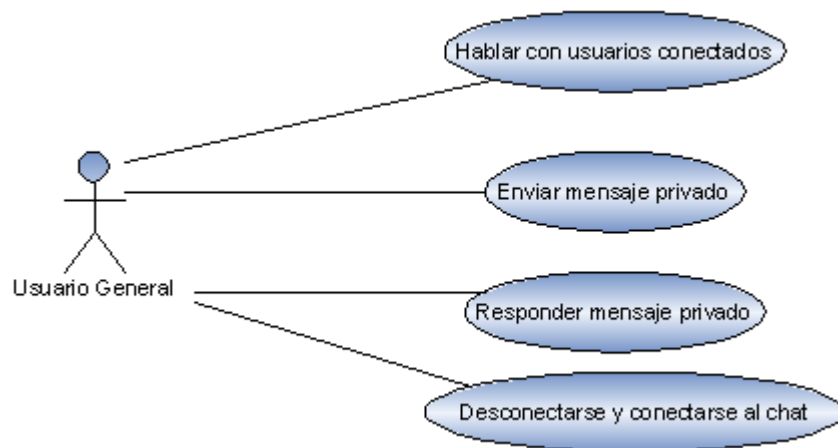 Hablar con usuarios conectados
Enviar mensaje privado
Usuario General
Responder mensaje privado
Desconectarse y conectarse al chat